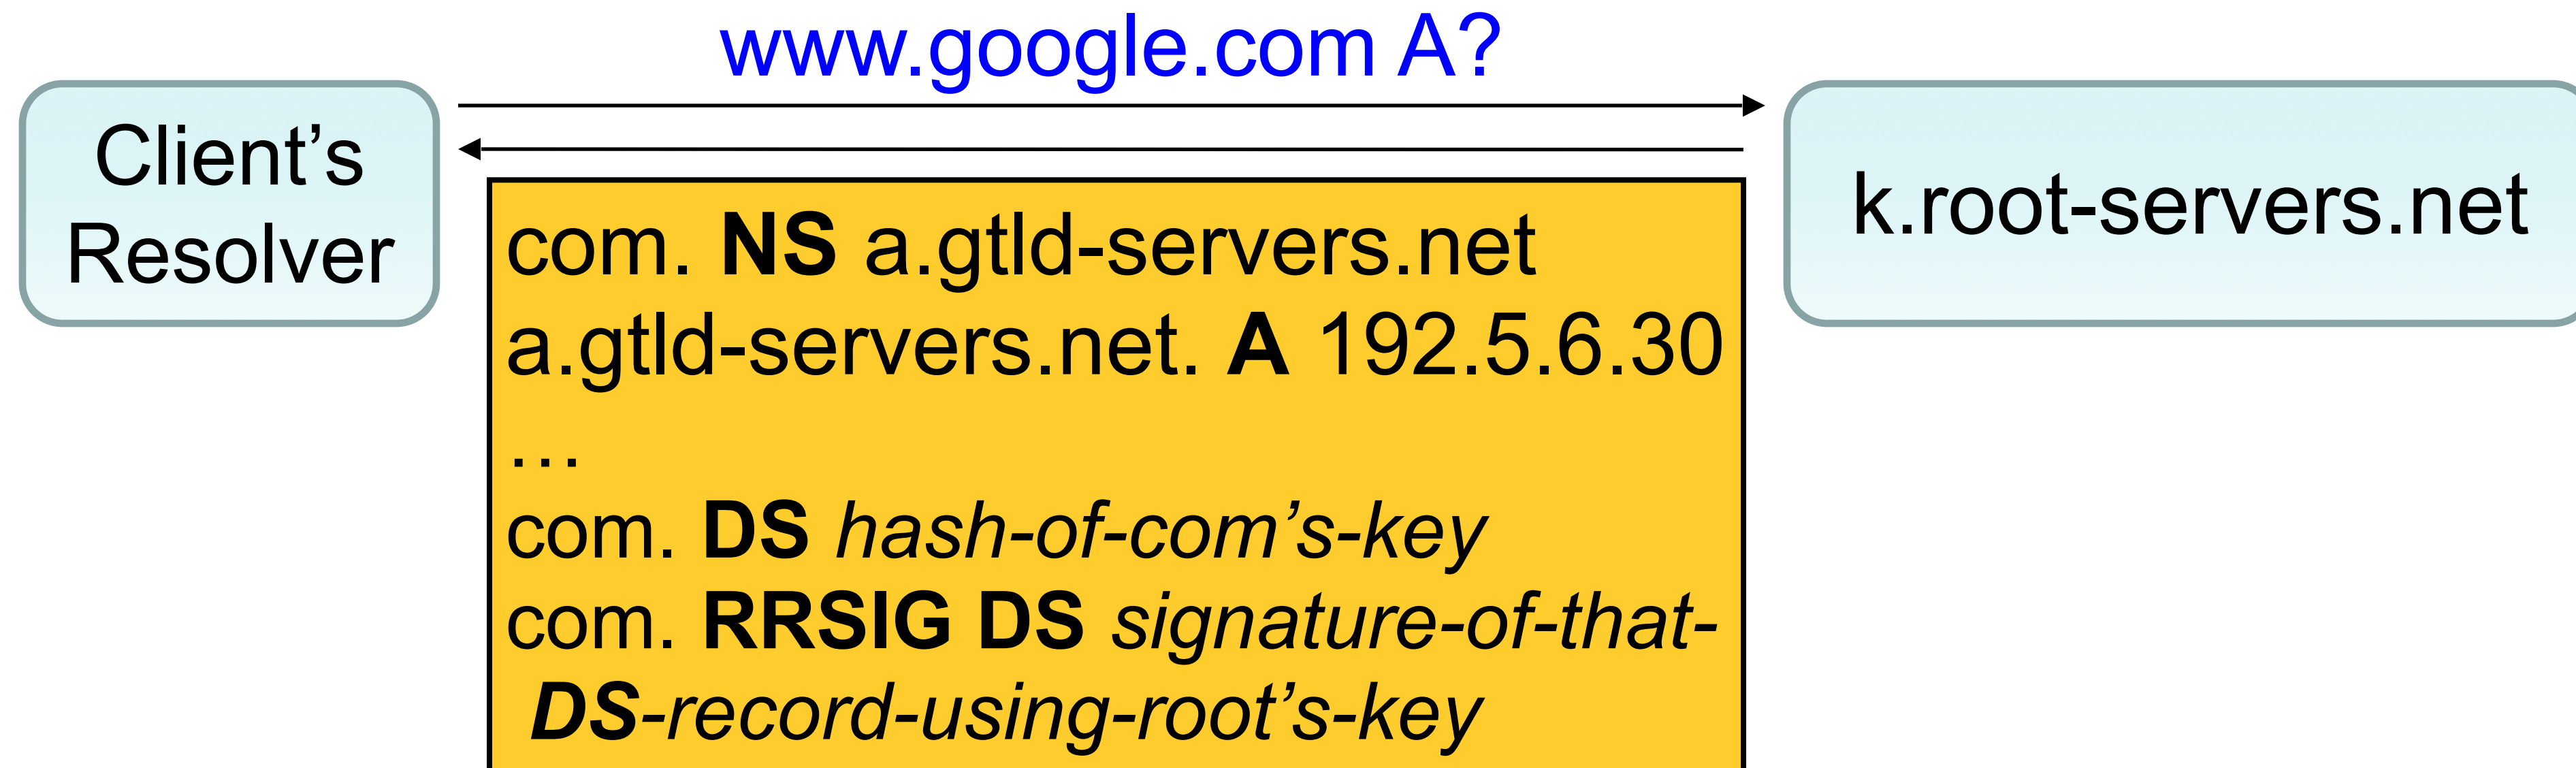 www.google.com A?
Client’s
Resolver
k.root-servers.net
com. NS a.gtld-servers.net
a.gtld-servers.net. A 192.5.6.30
…
com. DS hash-of-com’s-key
com. RRSIG DS signature-of-that-
DS-record-using-root’s-key